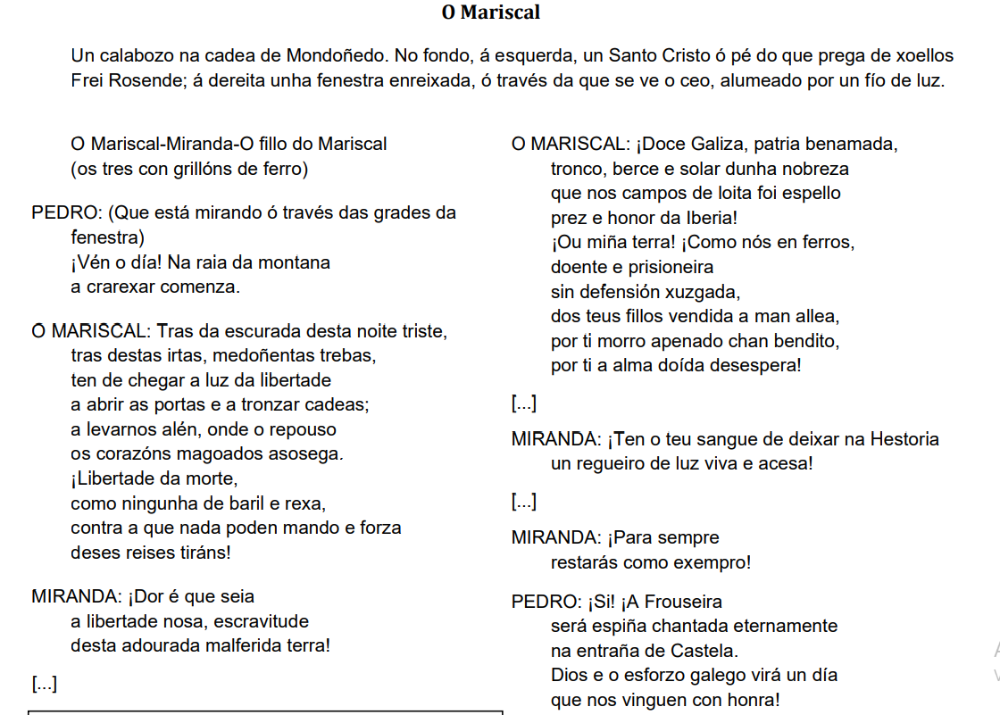 O Mariscal
Un calabozo na cadea de Mondoñedo. No fondo, á esquerda, un Santo Cristo ó pé do que prega de xoellos
Frei Rosende; á dereita unha fenestra enreixada, ó través da que se ve o ceo, alumeado por un fío de luz.
O Mariscal-Miranda-O fillo do Mariscal
(os tres con grillóns de ferro)
PEDRO: (Que está mirando ó través das grades da
fenestra)
¡Vén o día! Na raia da montana
a crarexar comenza.
O MARISCAL: Tras da escurada desta noite triste,
tras destas irtas, medoñentas trebas,
ten de chegar a luz da libertade
a abrir as portas e a tronzar cadeas;
a levarnos alén, onde o repouso
os corazóns magoados asosega.
¡Libertade da morte,
como ningunha de baril e rexa,
contra a que nada poden mando e forza
deses reises tiráns!
MIRANDA: ¡Dor é que seia
a libertade nosa, escravitude
desta adourada malferida terra!
[...]
O MARISCAL: ¡Doce Galiza, patria benamada,
tronco, berce e solar dunha nobreza
que nos campos de loita foi espello
prez e honor da Iberia!
¡Ou miña terra! ¡Como nós en ferros,
doente e prisioneira
sin defensión xuzgada,
dos teus fillos vendida a man allea,
por ti morro apenado chan bendito,
por ti a alma doída desespera!
[...]
MIRANDA: ¡Ten o teu sangue de deixar na Hestoria
un regueiro de luz viva e acesa!
[...]
MIRANDA: ¡Para sempre
restarás como exempro!
PEDRO: ¡Si! ¡A Frouseira
será espiña chantada eternamente
na entraña de Castela.
Dios e o esforzo galego virá un día
que nos vinguen con honra!